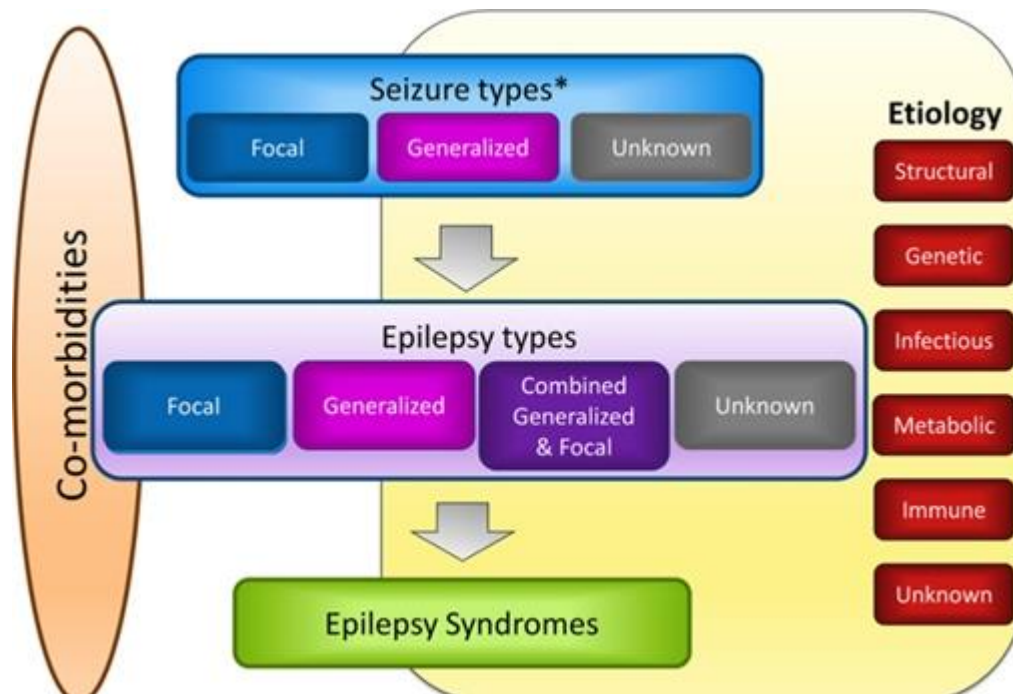 Co-morbidities
Seizure types*
Focal
Generalized
Unknown
Epilepsy types
Focal
Generalized
Combined
Generalized
& Focal
Unknown
Epilepsy Syndromes
Etiology
Structural
Genetic
Infectious
Metabolic
Immune
Unknown